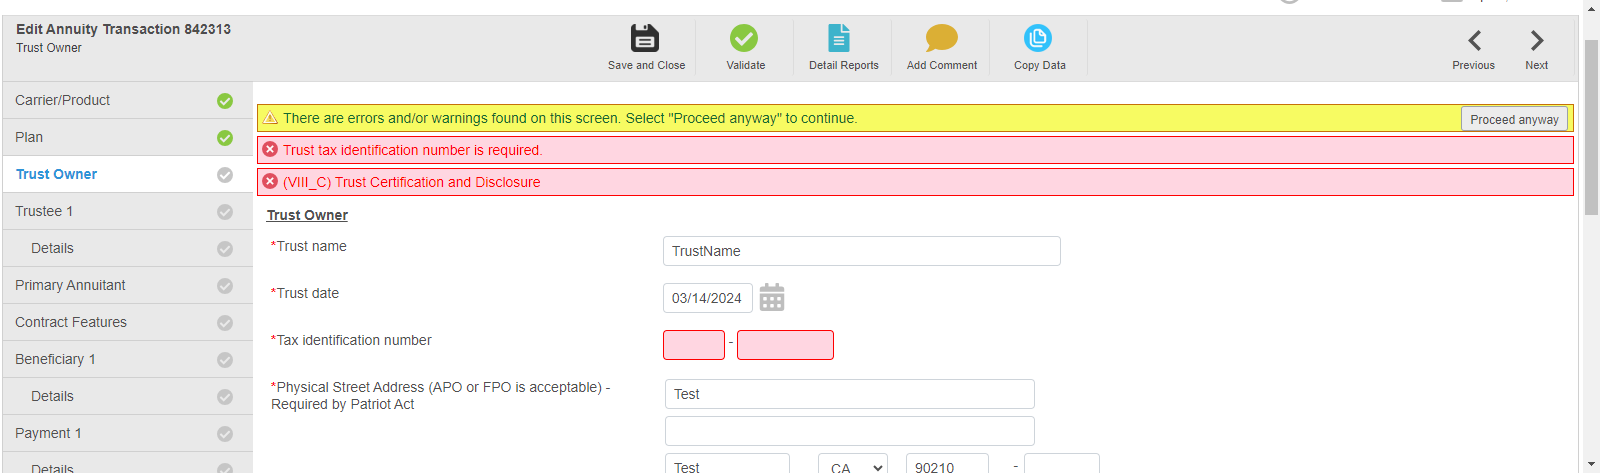 Edit Annuity Transaction 842313
Trust Owner
Save and Close
Validate
Detail Reports
Add Comment
Copy Data
Previous
Next
Carrier/Product
Plan
Trust Owner
Trustee 1
Details
Primary Annuitant
Contract Features
Beneficiary 1
Details
Payment 1
Details
There are errors and/or warnings found on this screen. Select "Proceed anyway" to continue.
Proceed anyway
Trust tax identification number is required.
(VIII_C) Trust Certification and Disclosure
Trust Owner
*Trust name
TrustName
*Trust date
03/14/2024
*Tax identification number
-
*Physical Street Address (APO or FPO is acceptable) -
Required by Patriot Act
Test
Test
CA
90210
-